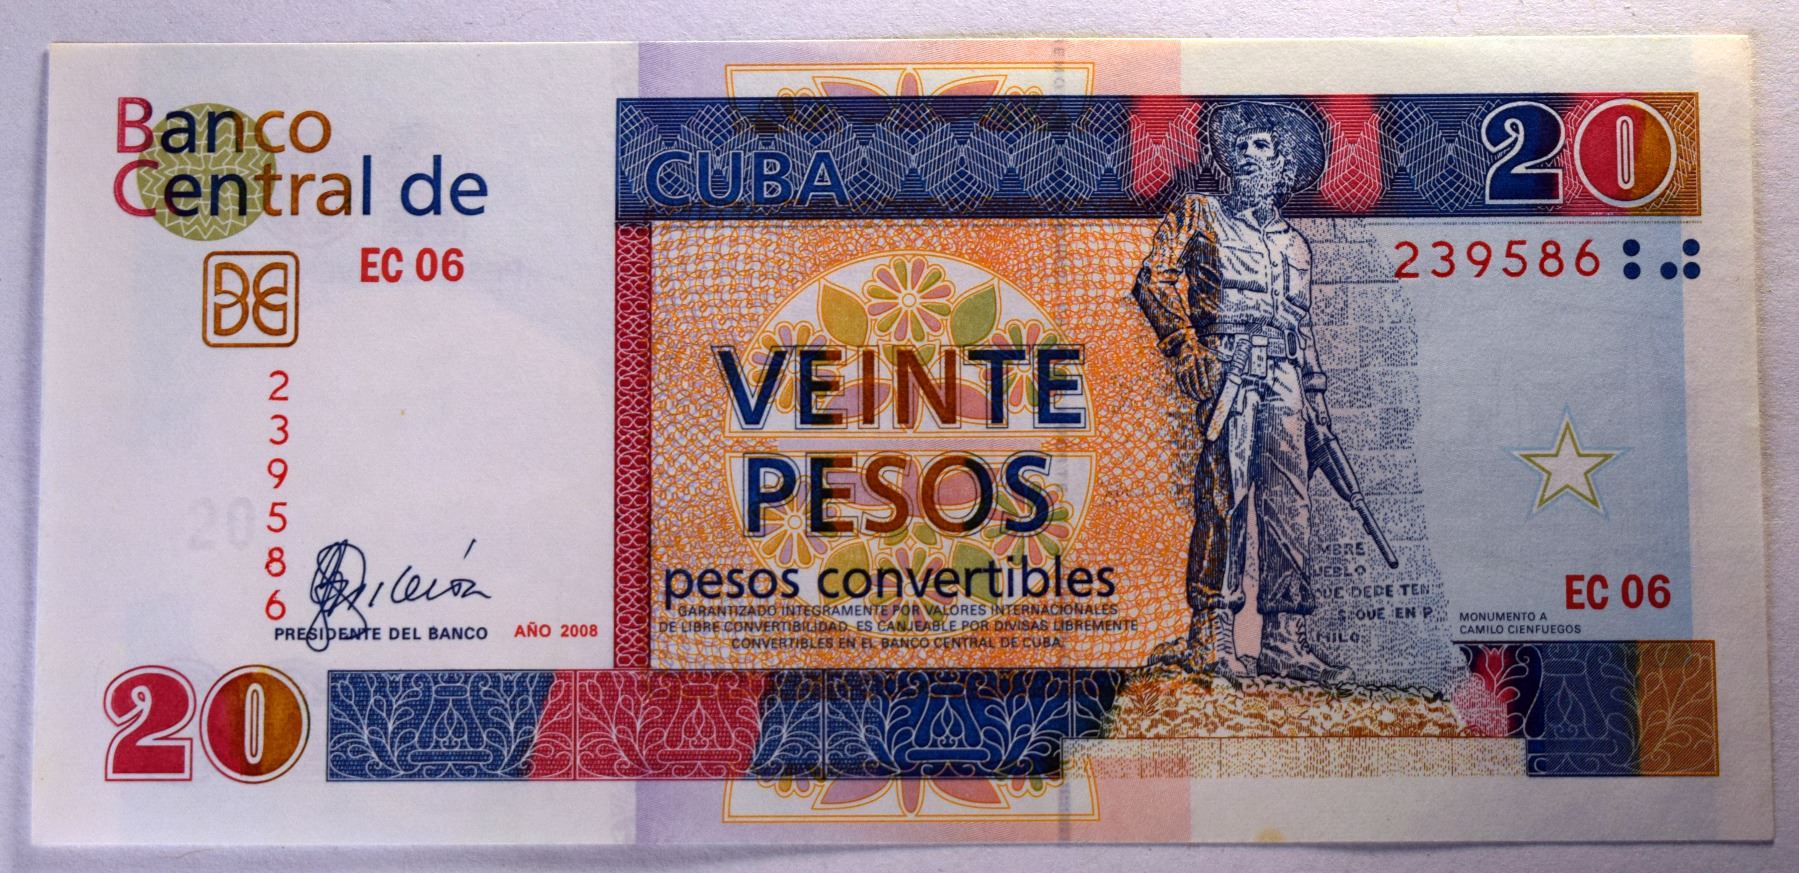 Banco
Central de
EC 06
2
3
9
5
8
6
PRESIDENTE DEL BANCO AÑO 2008
20
CUBA
20
239586
VEINTE
PESOS
pesos convertibles
GARANTIZADO INTEGRAMENTE POR VALORES INTERNACIONALES
DE LIBRE CONVERTIBILIDAD. ES CANJEABLE POR DIVISAS LIBREMENTE
CONVERTIBLES EN EL BANCO CENTRAL DE CUBA.
EC 06
MONUMENTO A
CAMILO CIENFUEGOS
20